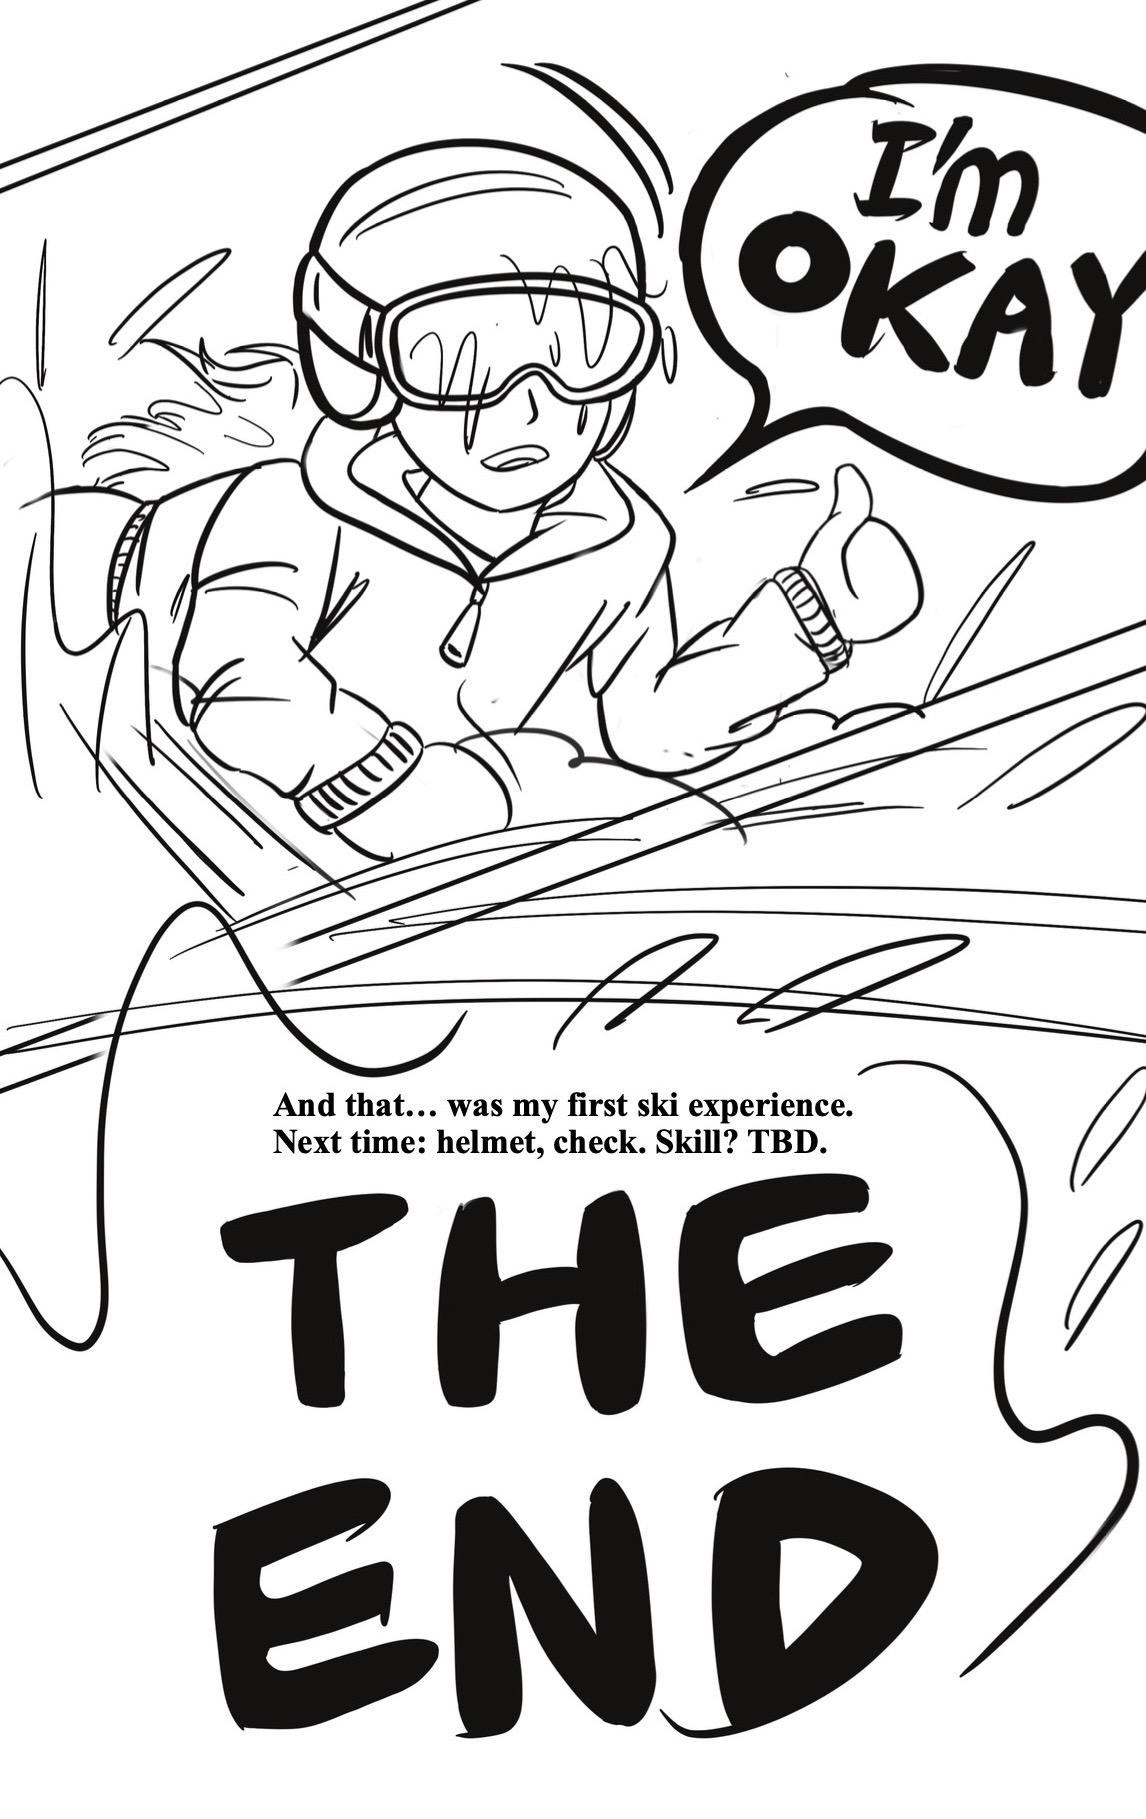 I'm
OKAY
And that... was my first ski experience.
Next time: helmet, check. Skill? TBD.
THE
END